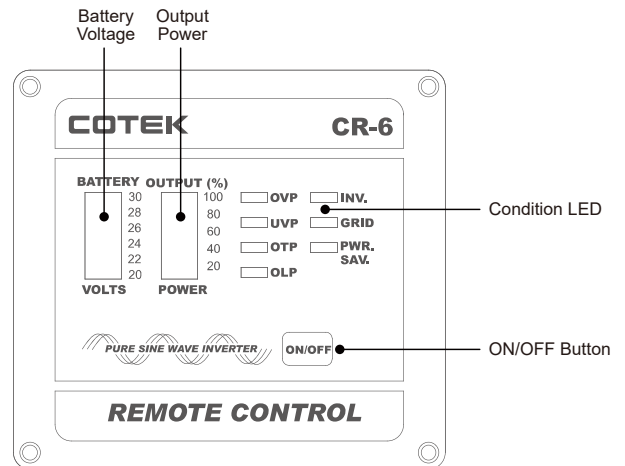 Battery Voltage
Output Power
COTEK
CR-6
BATTERY
30
28
26
24
22
20
VOLTS
OUTPUT (%)
100
80
60
40
20
POWER
OVP
UVP
OTP
OLP
INV.
GRID
PWR.
SAV.
Condition LED
PURE SINE WAVE INVERTER
ON/OFF
ON/OFF Button
REMOTE CONTROL